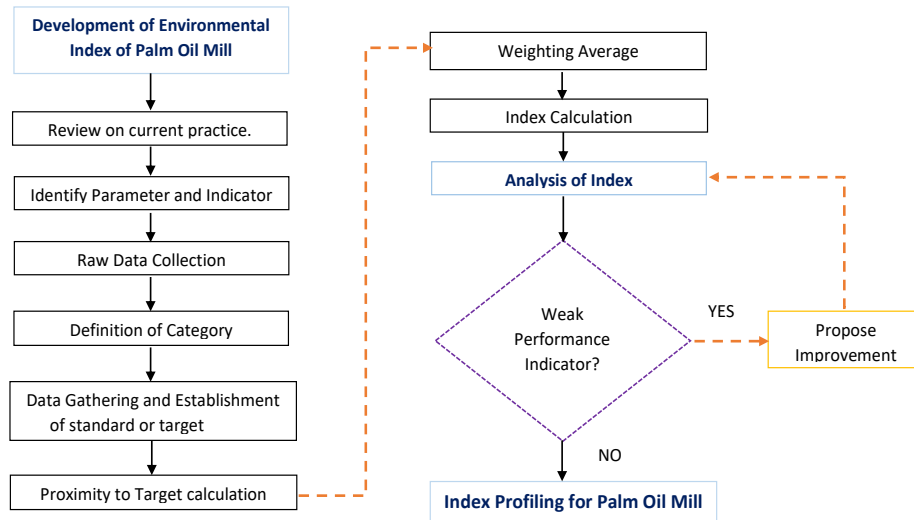 Development of Environmental
Index of Palm Oil Mill
Review on current practice.
Identify Parameter and Indicator
Raw Data Collection
Definition of Category
Data Gathering and Establishment
of standard or target
Proximity to Target calculation
Weighting Average
Index Calculation
Analysis of Index
Weak
Performance
Indicator?
YES
Propose
Improvement
NO
Index Profiling for Palm Oil Mill